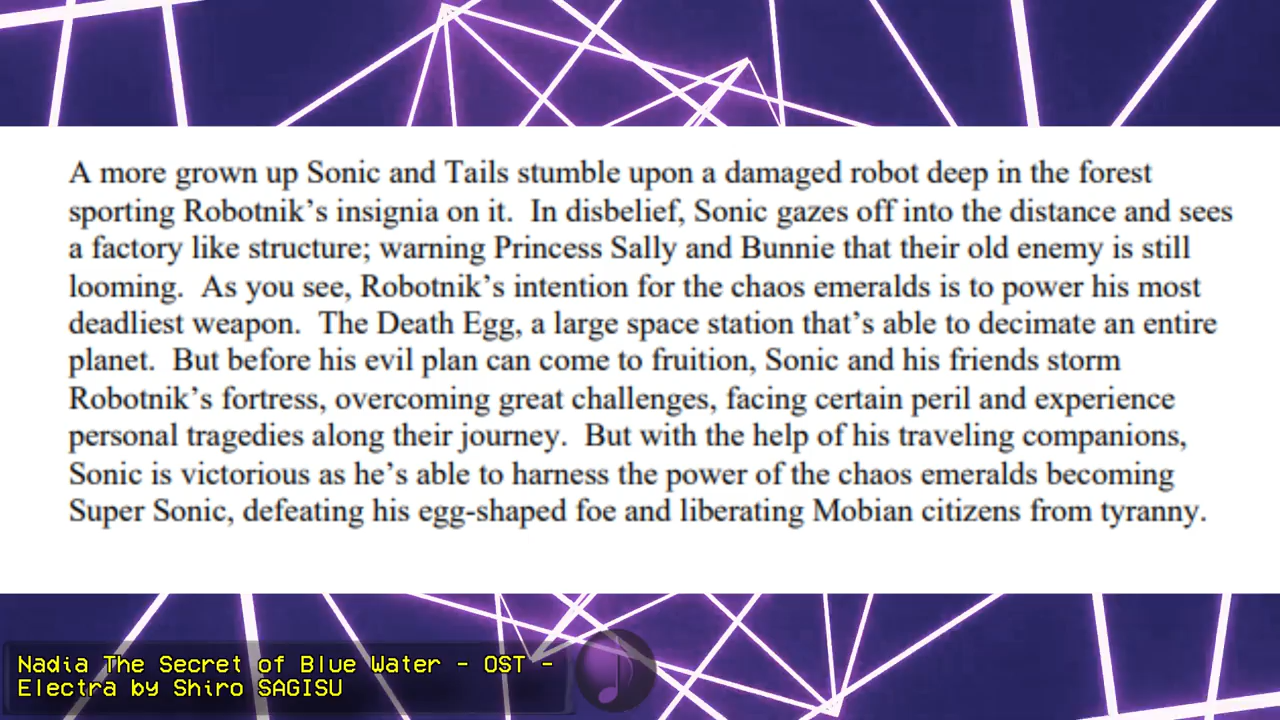 A more grown up Sonic and Tails stumble upon a damaged robot deep in the forest
sporting Robotnik’s insignia on it.  In disbelief, Sonic gazes off into the distance and sees
a factory like structure; warning Princess Sally and Bunnie that their old enemy is still
looming.  As you see, Robotnik’s intention for the chaos emeralds is to power his most
deadliest weapon.  The Death Egg, a large space station that’s able to decimate an entire
planet.  But before his evil plan can come to fruition, Sonic and his friends storm
Robotnik’s fortress, overcoming great challenges, facing certain peril and experience
personal tragedies along their journey.  But with the help of his traveling companions,
Sonic is victorious as he’s able to harness the power of the chaos emeralds becoming
Super Sonic, defeating his egg-shaped foe and liberating Mobian citizens from tyranny.
Nadia The Secret of Blue Water - OST -
Electra by Shiro SAGISU